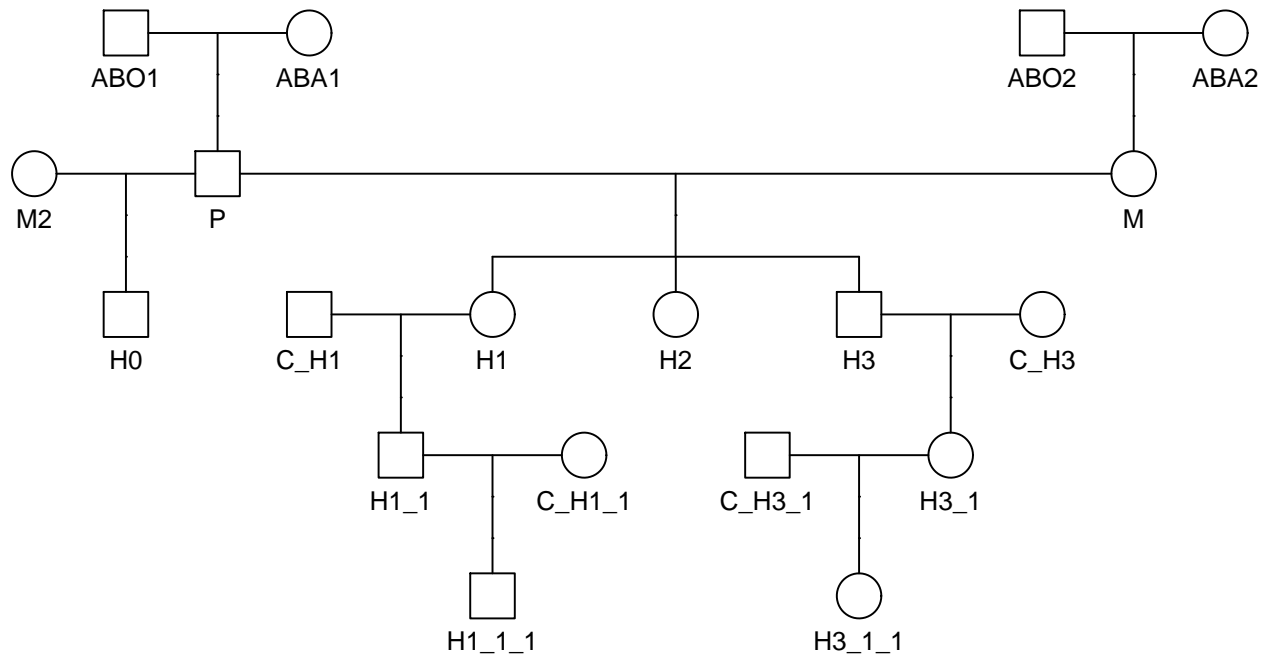 ABO1 ABA1 ABO2 ABA2
M2 P M
H0 C_H1 H1 H2 H3 C_H3
H1_1 C_H1_1 C_H3_1 H3_1
H1_1_1 H3_1_1